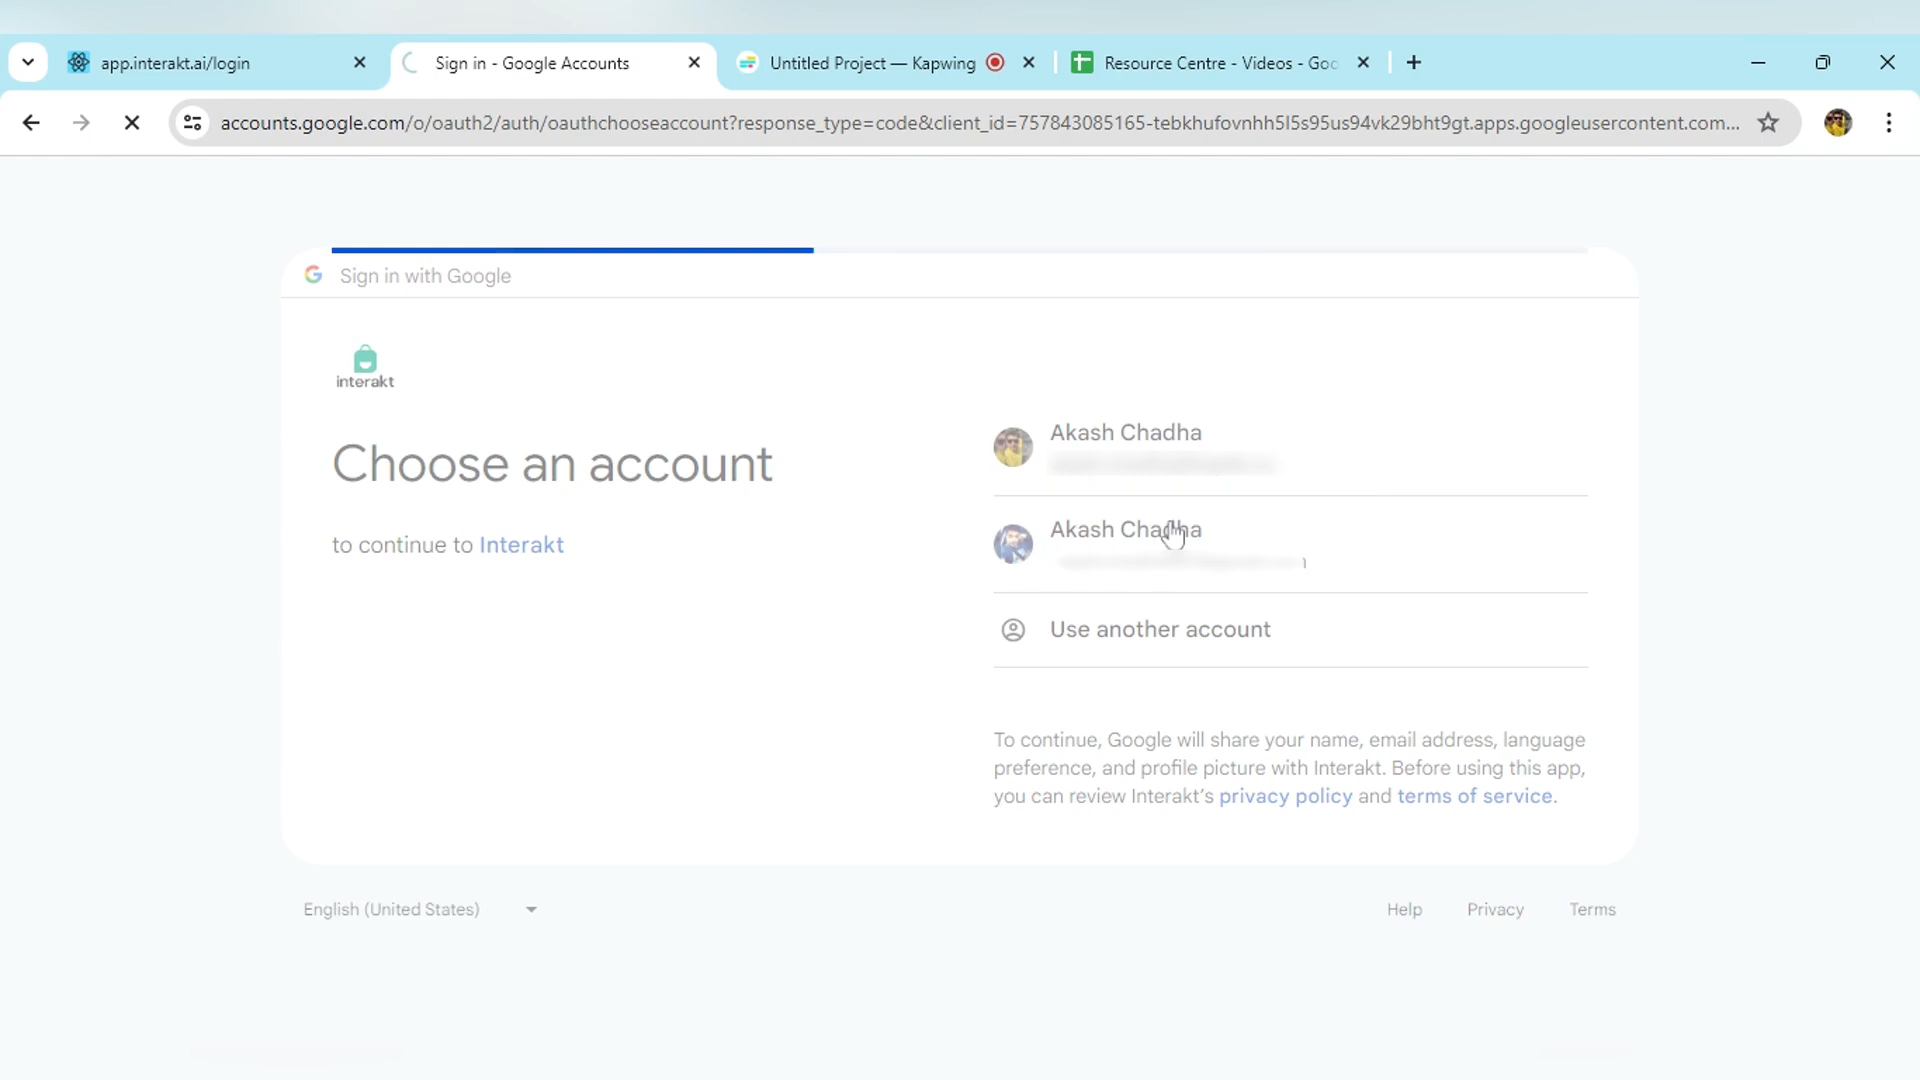 app.interakt.ai/login
Sign in - Google Accounts
Untitled Project — Kapwing
Resource Centre - Videos - Goo
accounts.google.com/o/oauth2/auth/oauthchooseaccount?response_type=code&client_id=757843085165-tebkhufovnhh5l5s95us94vk29bht9gt.apps.googleusercontent.com...
Sign in with Google
interakt
Choose an account
to continue to Interakt
Akash Chadha
Akash Chadha
Use another account
To continue, Google will share your name, email address, language
preference, and profile picture with Interakt. Before using this app,
you can review Interakt’s privacy policy and terms of service.
English (United States)
Help
Privacy
Terms